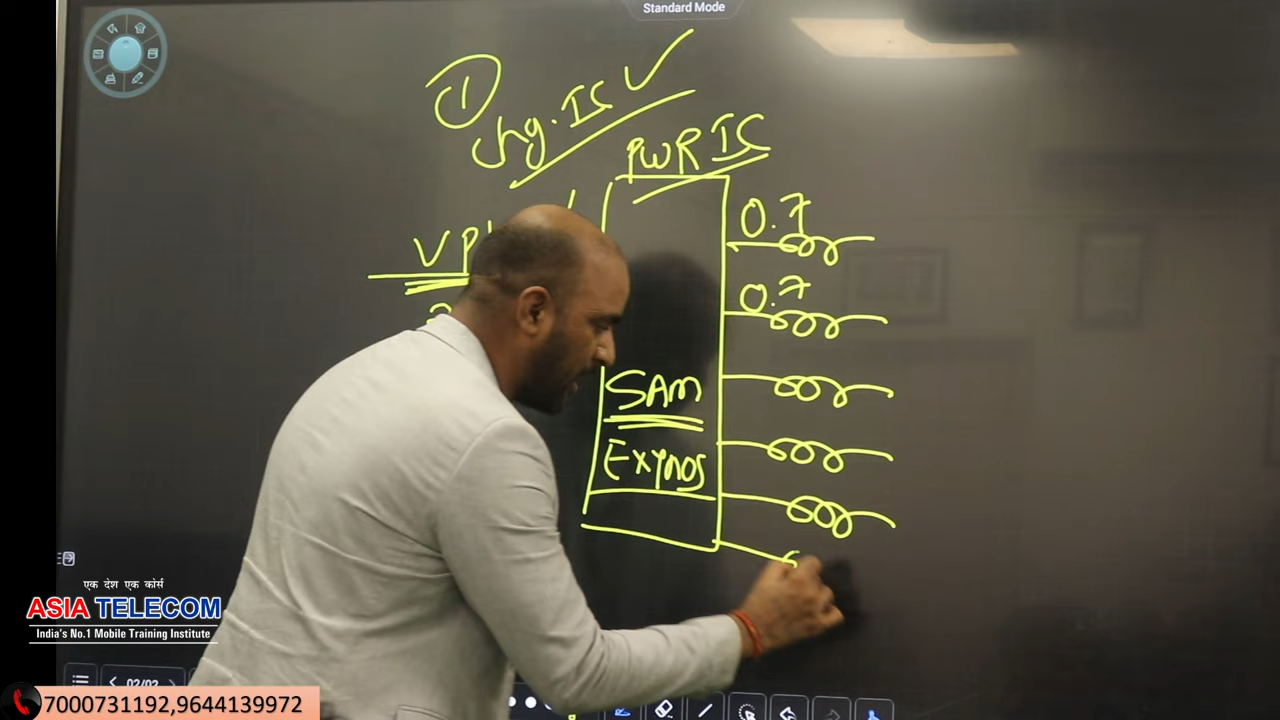 Standard Mode
1
chg. IC ✓
PWR IC
0.7
VP
0.7
SAM
Exynos
एक देश एक कोर्स
ASIA TELECOM
India's No.1 Mobile Training Institute
02/02
7000731192,9644139972